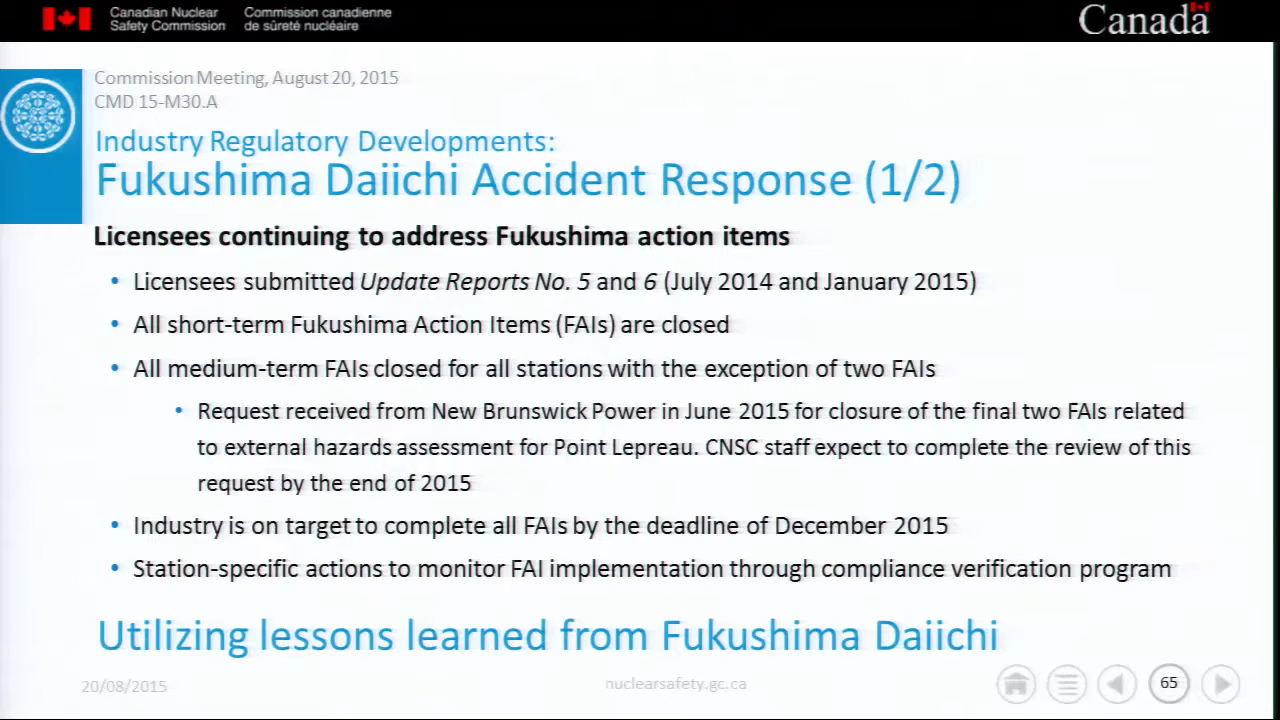 Canadian Nuclear Safety Commission
Commission canadienne de sûreté nucléaire
Canada
Commission Meeting, August 20, 2015
CMD 15-M30.A
Industry Regulatory Developments:
Fukushima Daiichi Accident Response (1/2)
Licensees continuing to address Fukushima action items
• Licensees submitted Update Reports No. 5 and 6 (July 2014 and January 2015)
• All short-term Fukushima Action Items (FAIs) are closed
• All medium-term FAIs closed for all stations with the exception of two FAIs
• Request received from New Brunswick Power in June 2015 for closure of the final two FAIs related
to external hazards assessment for Point Lepreau. CNSC staff expect to complete the review of this
request by the end of 2015
• Industry is on target to complete all FAIs by the deadline of December 2015
• Station-specific actions to monitor FAI implementation through compliance verification program
Utilizing lessons learned from Fukushima Daiichi
20/08/2015
nuclearsafety.gc.ca
65